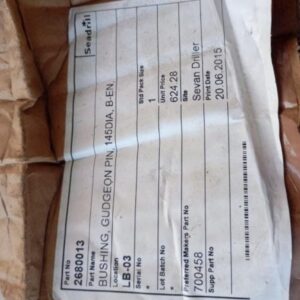 Seadrill
Part No
2680013
Part Name
BUSHING, GUDGEON PIN, 145DIA, B-EN,
Location
LB-03
Std Pack Size
1
Unit Price
624 28
Serial No
*
Lot Batch No
*
Site
Sevan Driller
Preferred Makers Part No
700458
Print Date
20.06.2015
Supp Part No